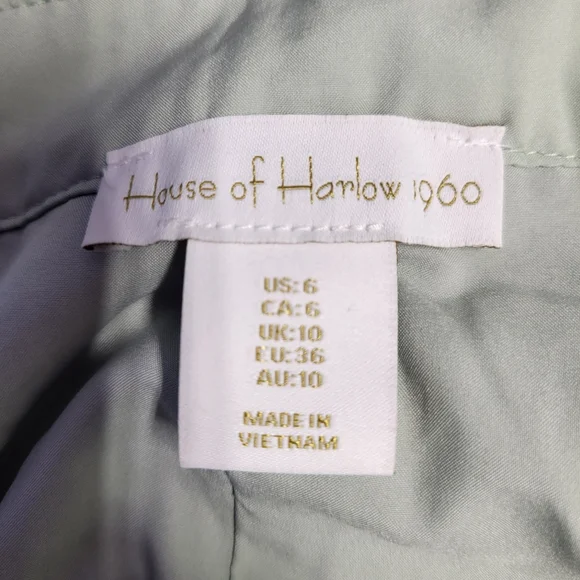 House of Harlow 1960
US: 6
CA: 6
UK: 10
EU: 36
AU: 10
MADE IN
VIETNAM